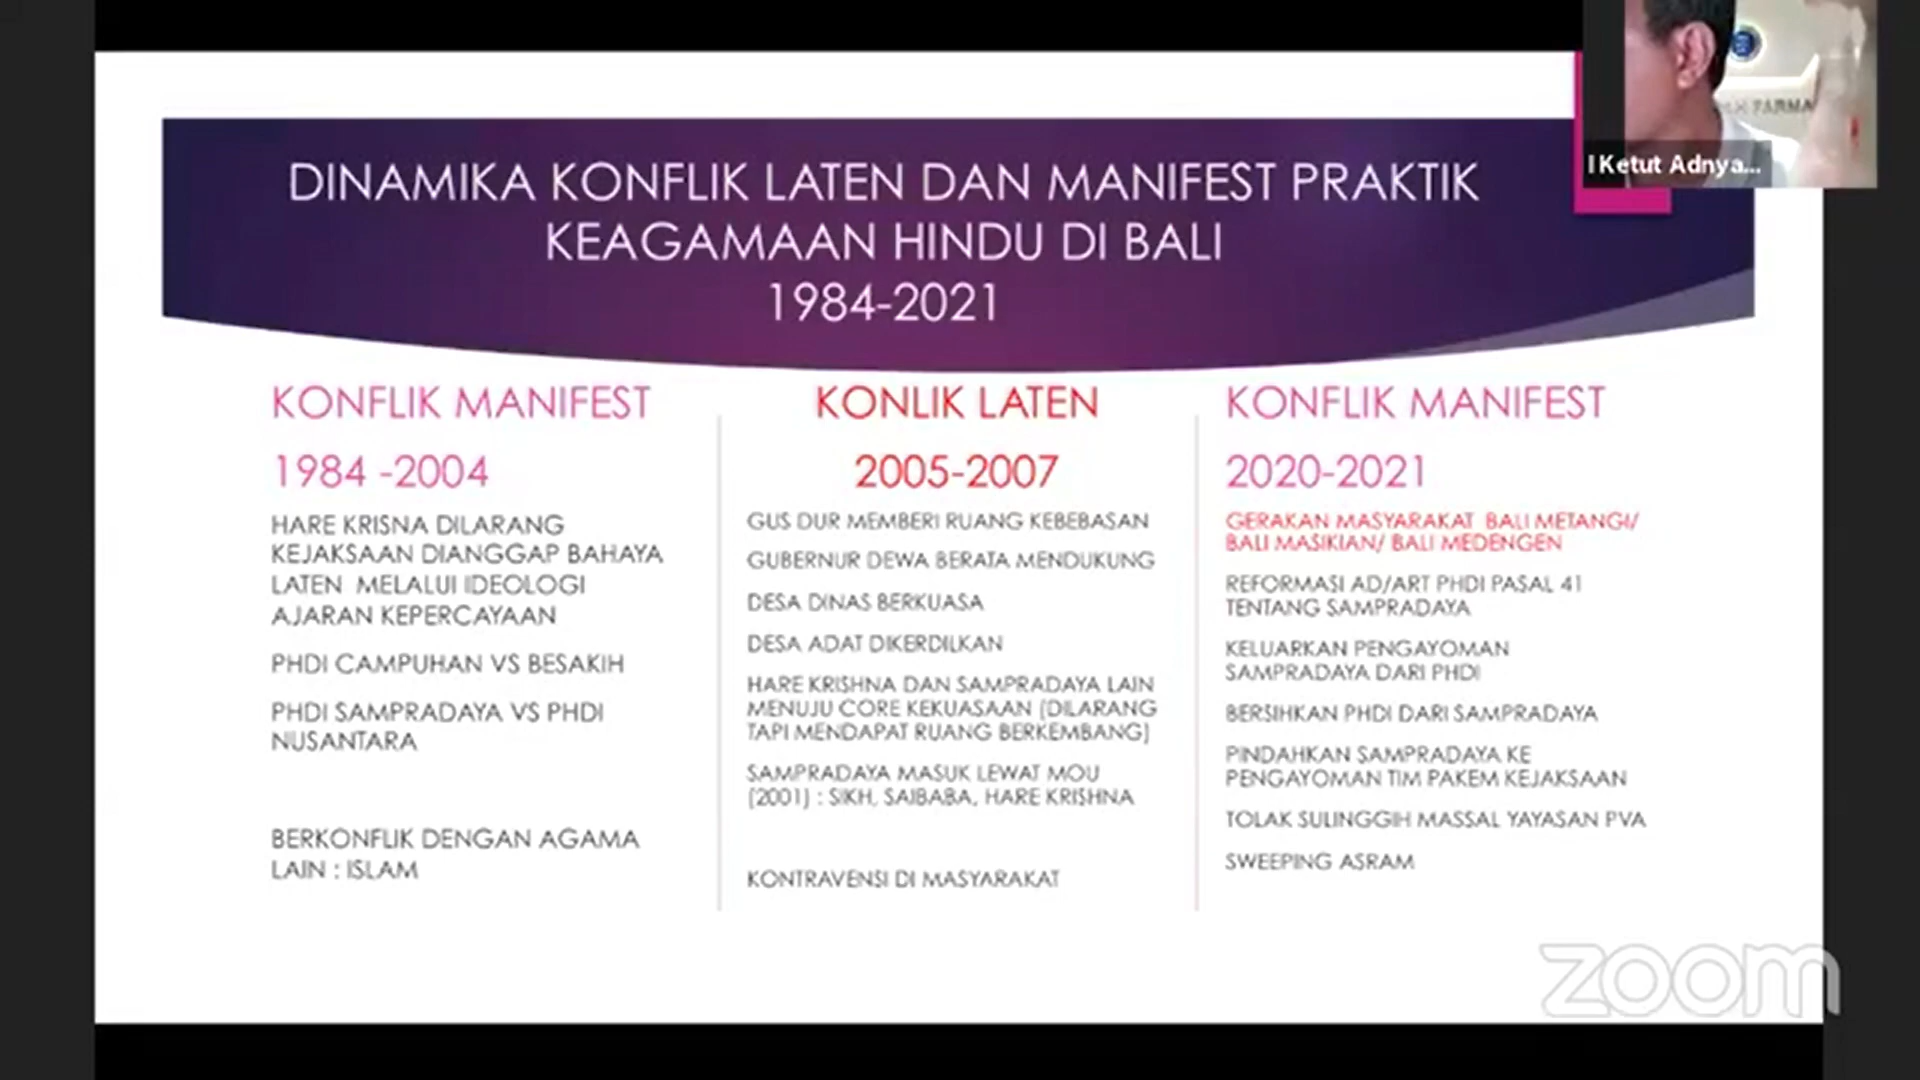 DINAMIKA KONFLIK LATEN DAN MANIFEST PRAKTIK
KEAGAMAAN HINDU DI BALI
1984-2021
I Ketut Adnya...
KONFLIK MANIFEST
1984 -2004
HARE KRISNA DILARANG
KEJAKSAAN DIANGGAP BAHAYA
LATEN MELALUI IDEOLOGI
AJARAN KEPERCAYAAN
PHDI CAMPUHAN VS BESAKIH
PHDI SAMPRADAYA VS PHDI
NUSANTARA
BERKONFLIK DENGAN AGAMA
LAIN : ISLAM
KONLIK LATEN
2005-2007
GUS DUR MEMBERI RUANG KEBEBASAN
GUBERNUR DEWA BERATA MENDUKUNG
DESA DINAS BERKUASA
DESA ADAT DIKERDILKAN
HARE KRISHNA DAN SAMPRADAYA LAIN
MENUJU CORE KEKUASAAN (DILARANG
TAPI MENDAPAT RUANG BERKEMBANG)
SAMPRADAYA MASUK LEWAT MOU
(2001) : SIKH, SAIBABA, HARE KRISHNA
KONTRAVENSI DI MASYARAKAT
KONFLIK MANIFEST
2020-2021
GERAKAN MASYARAKAT BALI METANGI/
BALI MASIKIAN/ BALI MEDENGEN
REFORMASI AD/ART PHDI PASAL 41
TENTANG SAMPRADAYA
KELUARKAN PENGAYOMAN
SAMPRADAYA DARI PHDI
BERSIHKAN PHDI DARI SAMPRADAYA
PINDAHKAN SAMPRADAYA KE
PENGAYOMAN TIM PAKEM KEJAKSAAN
TOLAK SULINGGIH MASSAL YAYASAN PVA
SWEEPING ASRAM
zoom